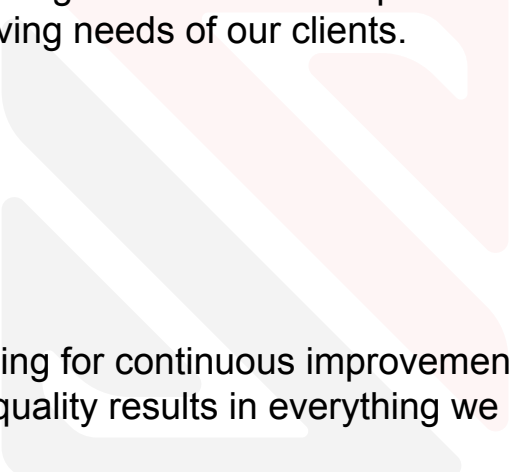 ving needs of our clients.
ing for continuous improvemen
quality results in everything we